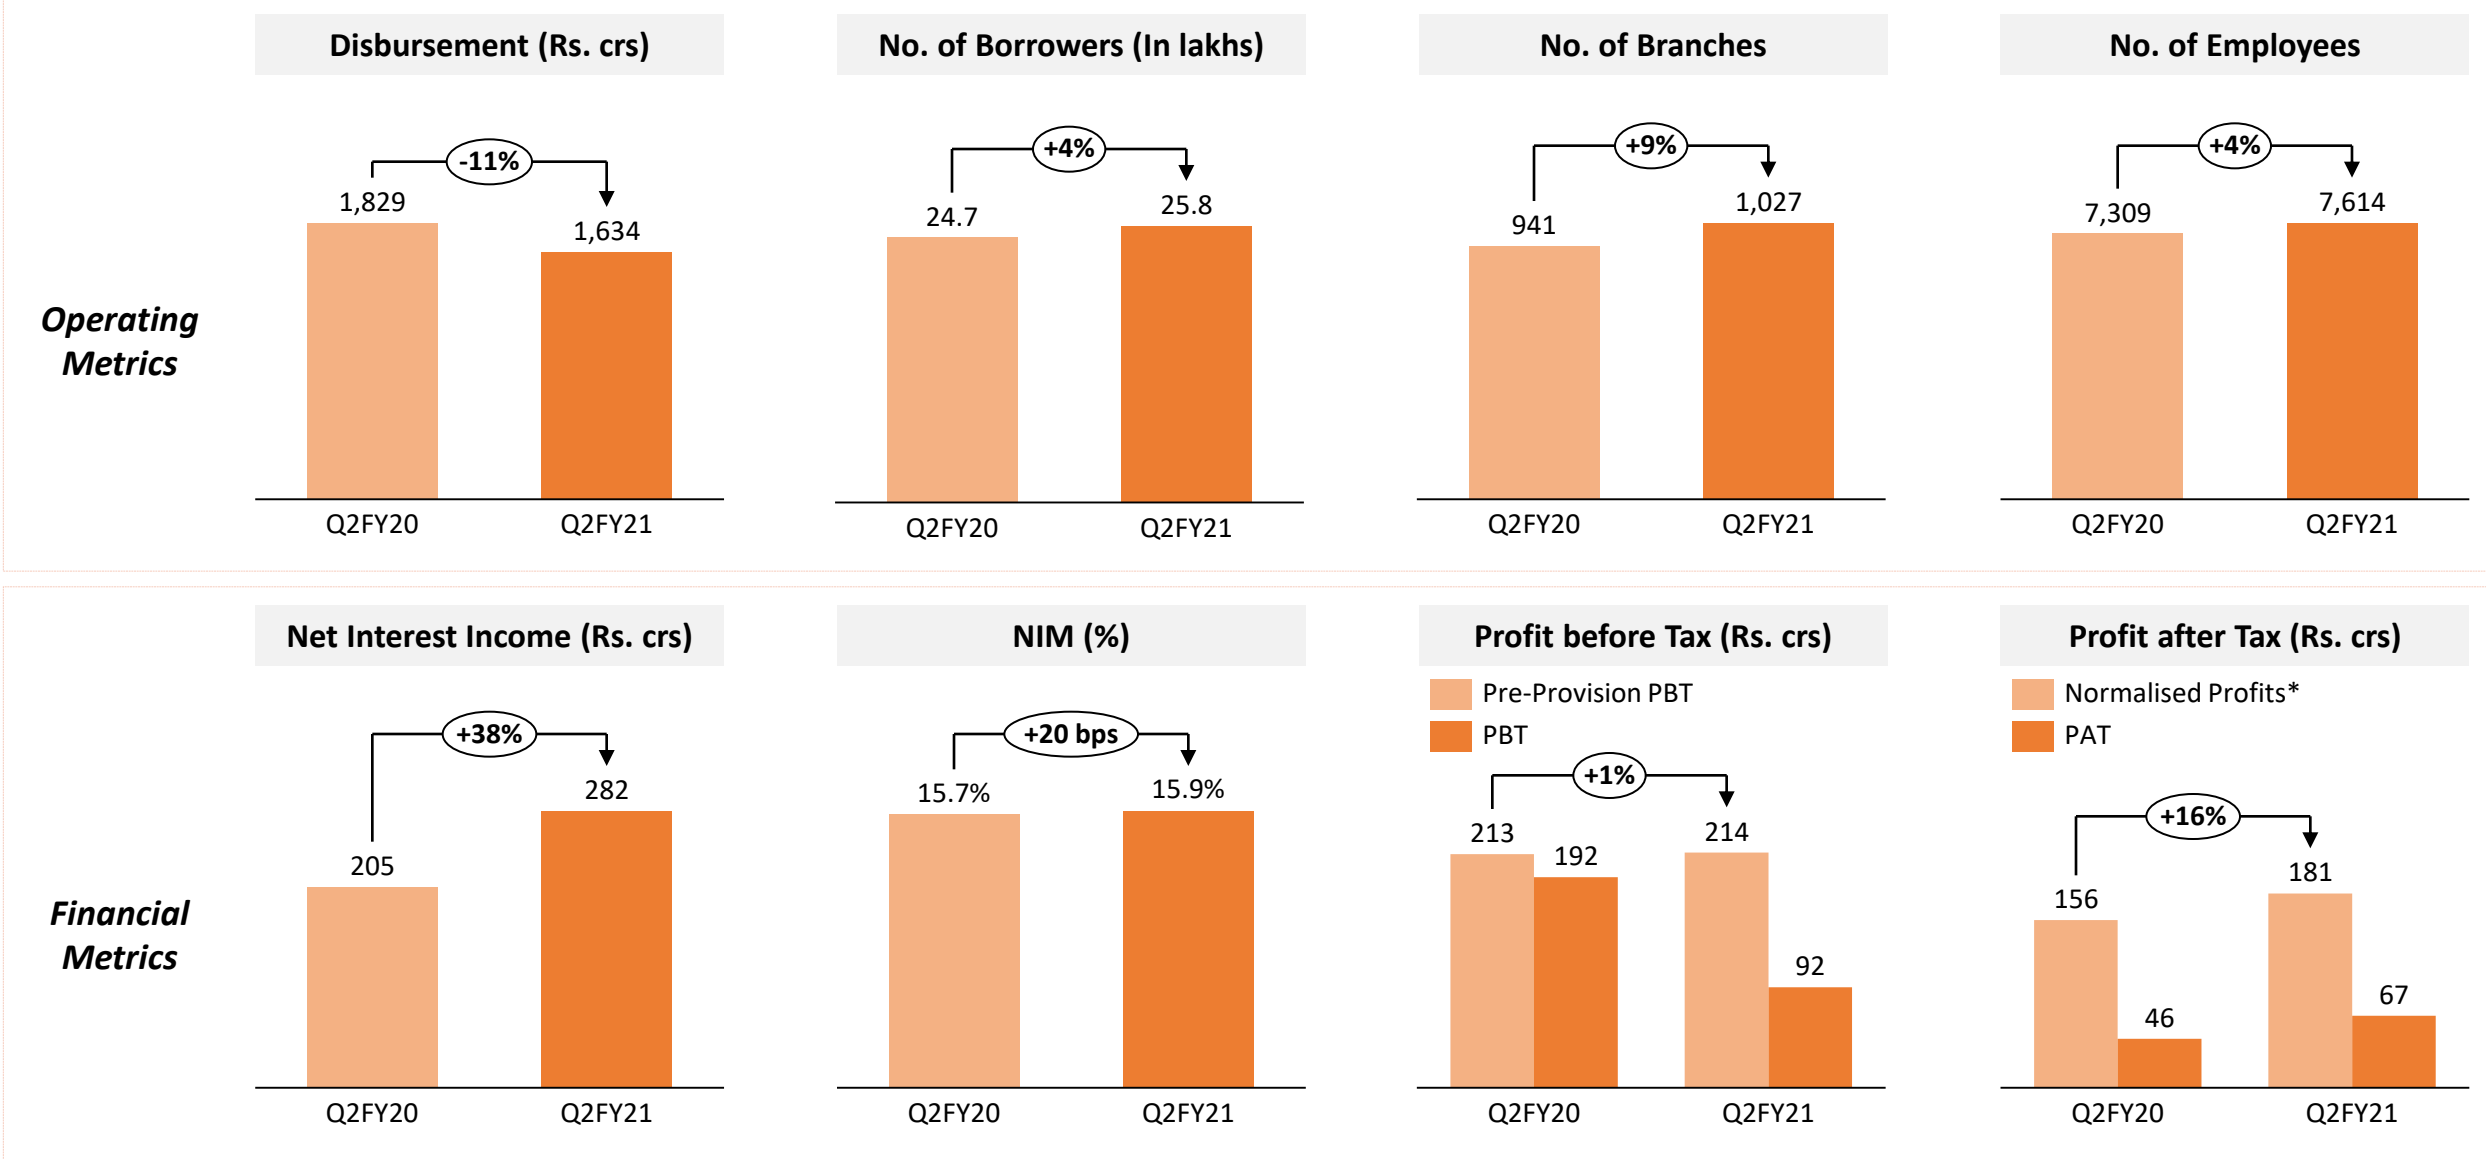 Disbursement (Rs. crs)
-11%
1,829
1,634
Q2FY20
Q2FY21
No. of Borrowers (In lakhs)
+4%
24.7
25.8
Q2FY20
Q2FY21
No. of Branches
+9%
941
1,027
Q2FY20
Q2FY21
No. of Employees
+4%
7,309
7,614
Q2FY20
Q2FY21
Operating
Metrics
Net Interest Income (Rs. crs)
+38%
205
282
Q2FY20
Q2FY21
NIM (%)
+20 bps
15.7%
15.9%
Q2FY20
Q2FY21
Profit before Tax (Rs. crs)
Pre-Provision PBT
PBT
+1%
213
192
214
92
Q2FY20
Q2FY21
Profit after Tax (Rs. crs)
Normalised Profits*
PAT
+16%
156
46
181
67
Q2FY20
Q2FY21
Financial
Metrics